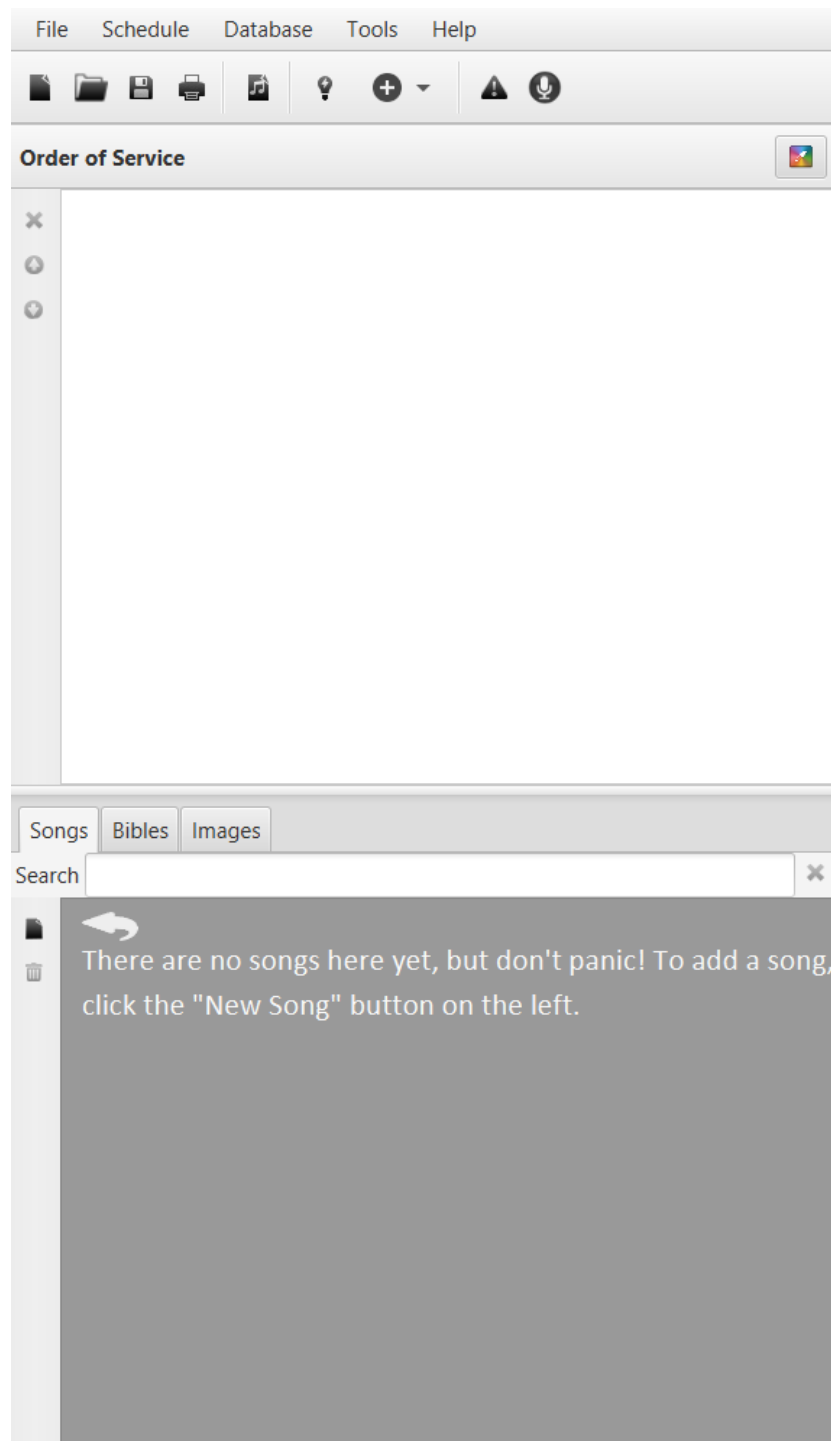 File Schedule Database Tools Help
Order of Service
Songs Bibles Images
Search
There are no songs here yet, but don't panic! To add a song,
click the "New Song" button on the left.